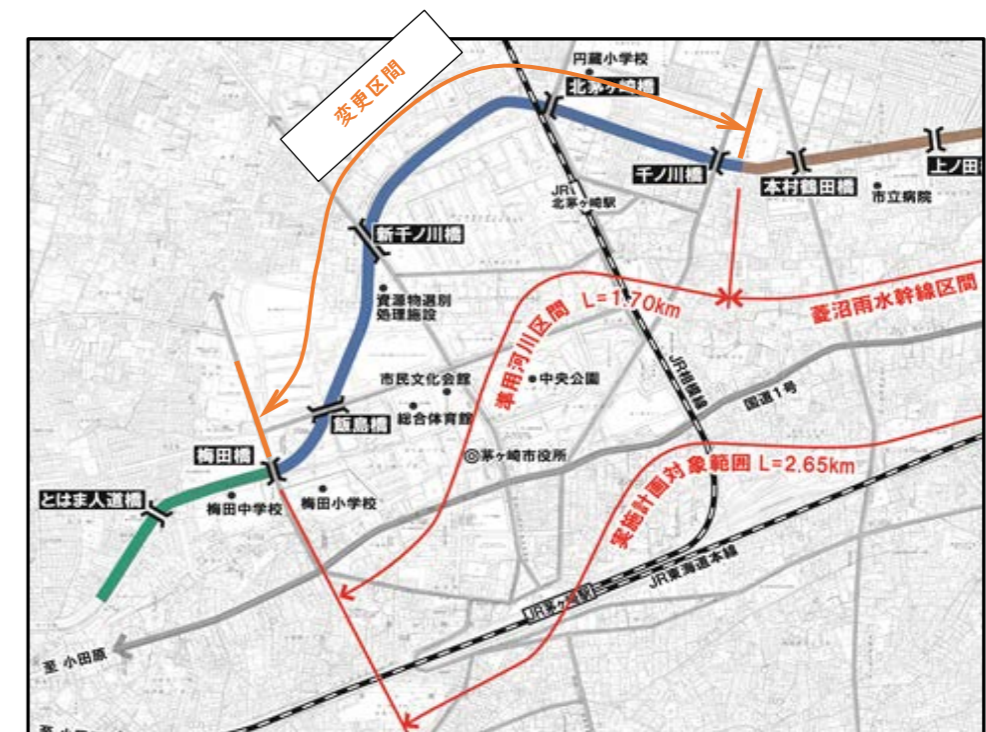 変更区間
円蔵小学校
北茅ヶ崎橋
千ノ川橋
本村鶴田橋
上ノ田
市立病院
JR
北茅ヶ崎駅
新千ノ川橋
資源物選別
処理施設
準用河川区間 L=1.70km
菱沼雨水幹線区間
市民文化会館
中央公園
総合体育館
JR相模線
国道1号
飯島橋
梅田橋
◎茅ヶ崎市役所
実施計画対象範囲 L=2.65km
とはま人道橋
梅田中学校
梅田小学校
JR東海道本線
JR茅ヶ崎駅
至 小田原